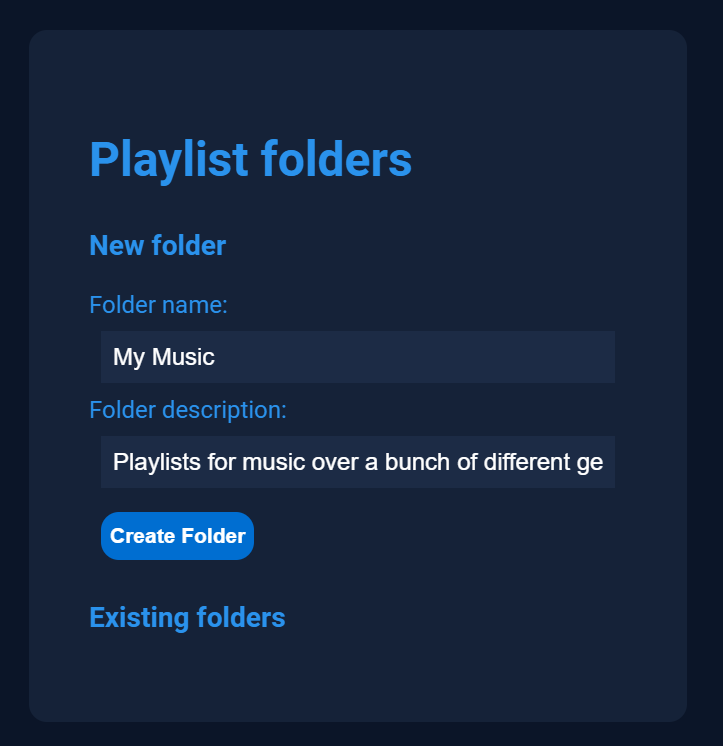 Playlist folders
New folder
Folder name:
My Music
Folder description:
Playlists for music over a bunch of different ge
Create Folder
Existing folders